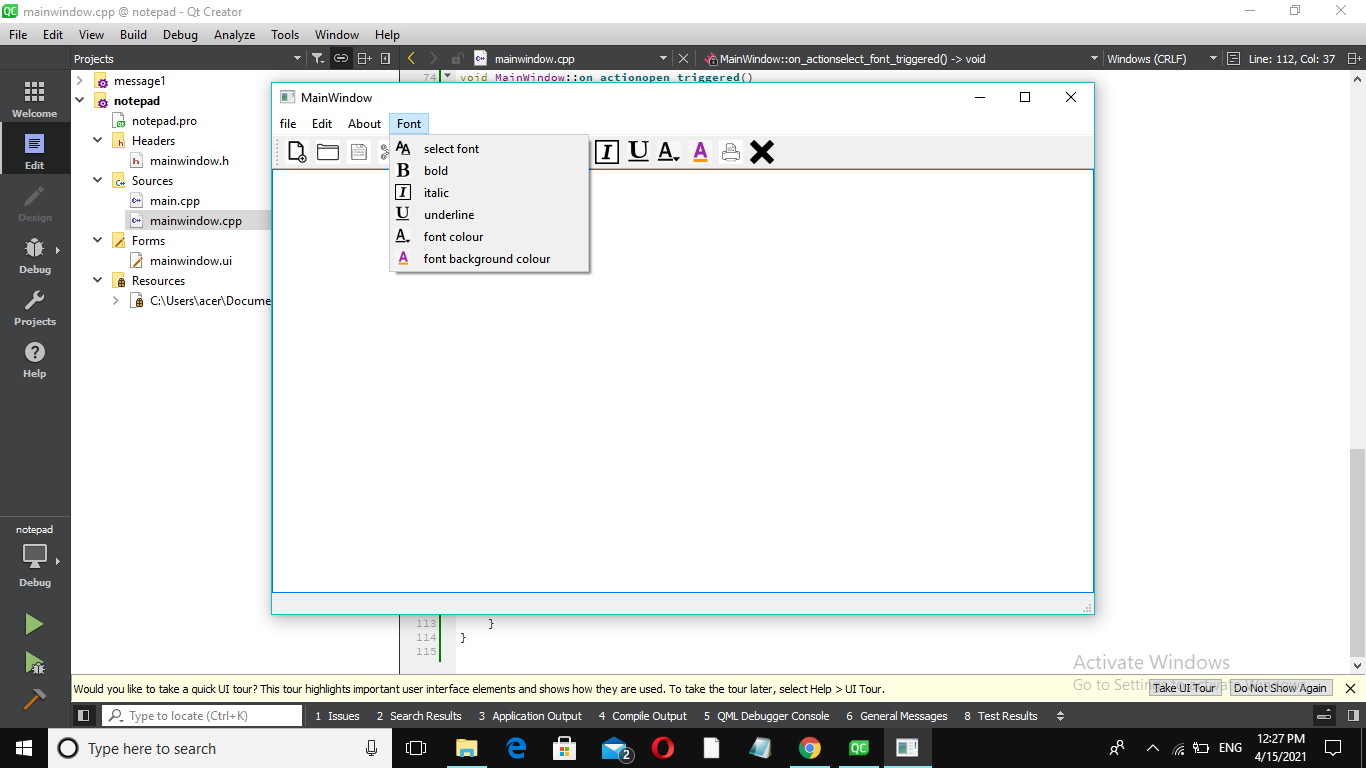 QC mainwindow.cpp @ notepad - Qt Creator
File Edit View Build Debug Analyze Tools Window Help
Projects mainwindow.cpp MainWindow::on_actionselect_font_triggered() -> void Windows (CRLF) Line: 112, Col: 37
74 void MainWindow::on_actionopen_triggered()
Welcome
Edit
Design
Debug
Projects
Help
notepad
Debug
message1
notepad
notepad.pro
Headers
mainwindow.h
Sources
main.cpp
mainwindow.cpp
Forms
mainwindow.ui
Resources
C:\Users\acer\Docume
MainWindow
file Edit About Font
I U A A
select font
B bold
I italic
U underline
A font colour
A font background colour
113 }
114 }
115
Activate Windows
Go to Settin
Would you like to take a quick UI tour? This tour highlights important user interface elements and shows how they are used. To take the tour later, select Help > UI Tour.
Take UI Tour Do Not Show Again
Type to locate (Ctrl+K) 1 Issues 2 Search Results 3 Application Output 4 Compile Output 5 QML Debugger Console 6 General Messages 8 Test Results
Type here to search 2 QC ENG 12:27 PM
4/15/2021